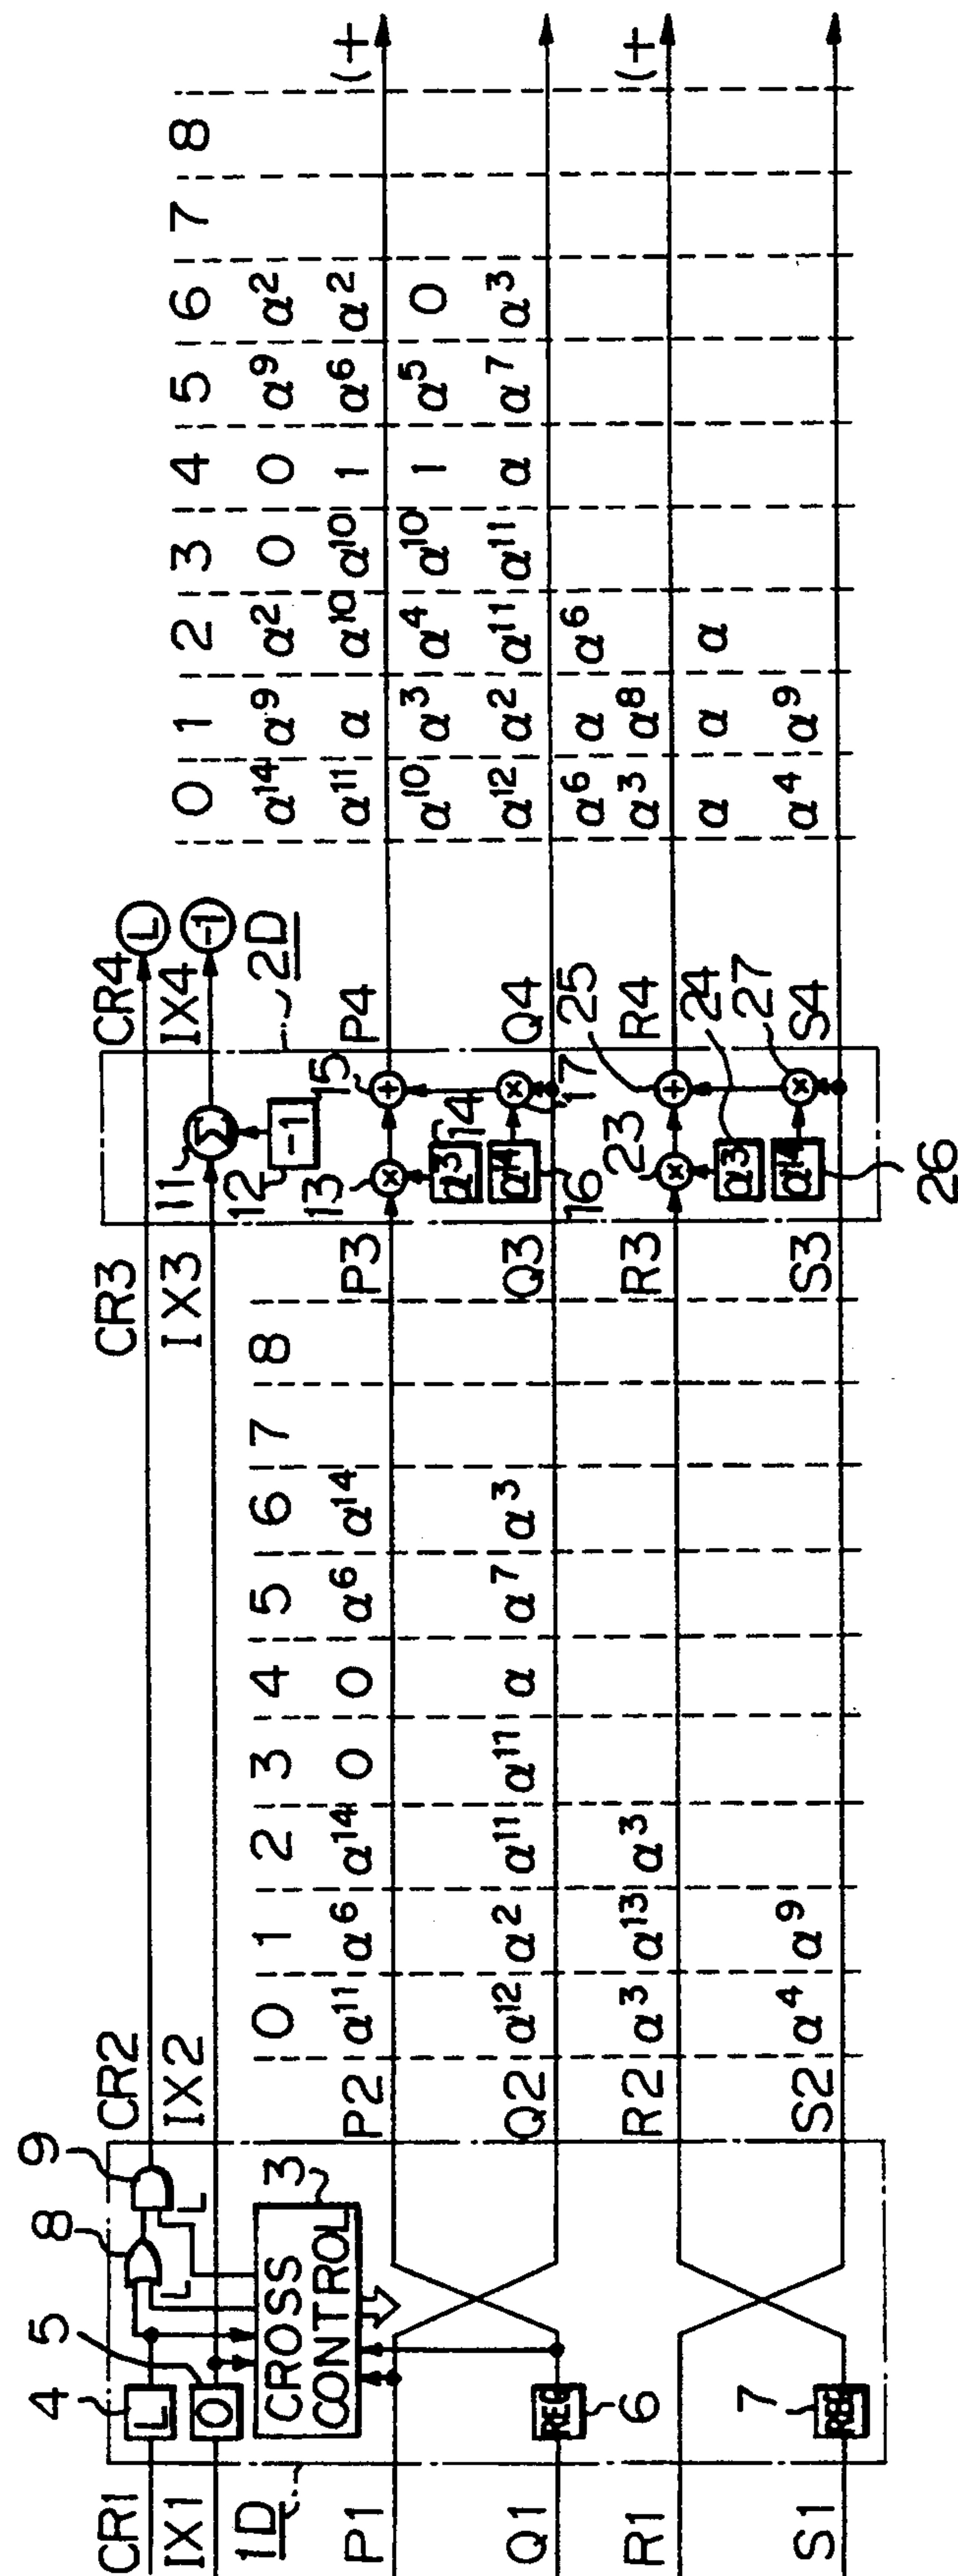 CR1
IX1
1D
P1
Q1
R1
S1
4
5
8
9
L
0
L
L
CROSS
CONTROL
3
REG
6
7
REG
CR2
IX2
P2
Q2
R2
S2
0 1 2 3 4 5 6 7 8
α¹¹ α⁶ α¹⁴ 0 0 α⁶ α¹⁴
α¹² α² α¹¹ α¹¹ α α⁷ α³
α³ α¹³ α³
α⁴ α⁹
CR3
IX3
P3
Q3
R3
S3
11
Σ
12
-1
13
×
15
+
α3
14
α14
16
×
17
23
×
25
+
α3
24
α14
26
×
27
CR4
L
IX4
-1
2D
P4
Q4
R4
S4
0 1 2 3 4 5 6 7 8
α¹⁴ α⁹ α² 0 0 α⁹ α²
α¹¹ α α¹⁰ α¹⁰ 1 α⁶ α²
α¹⁰ α³ α⁴ α¹⁰ 1 α⁵ 0
α¹² α² α¹¹ α¹¹ α α⁷ α³
α⁶ α α⁶
α³ α⁸
α α α
α⁴ α⁹
(+
(+